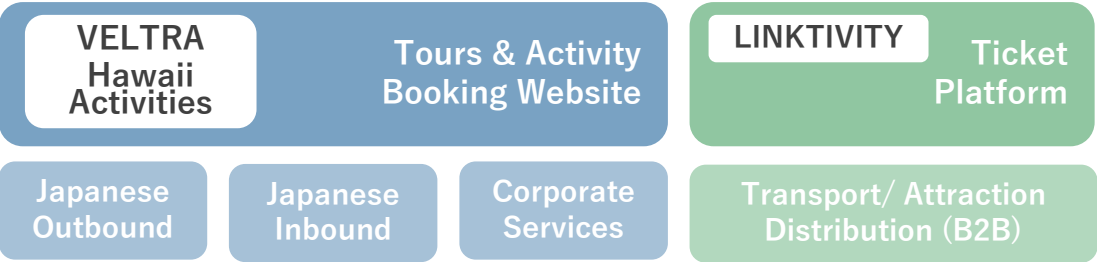 VELTRA
Hawaii
Activities
Tours & Activity
Booking Website
LINKTIVITY
Ticket
Platform
Japanese
Outbound
Japanese
Inbound
Corporate
Services
Transport/ Attraction
Distribution (B2B)